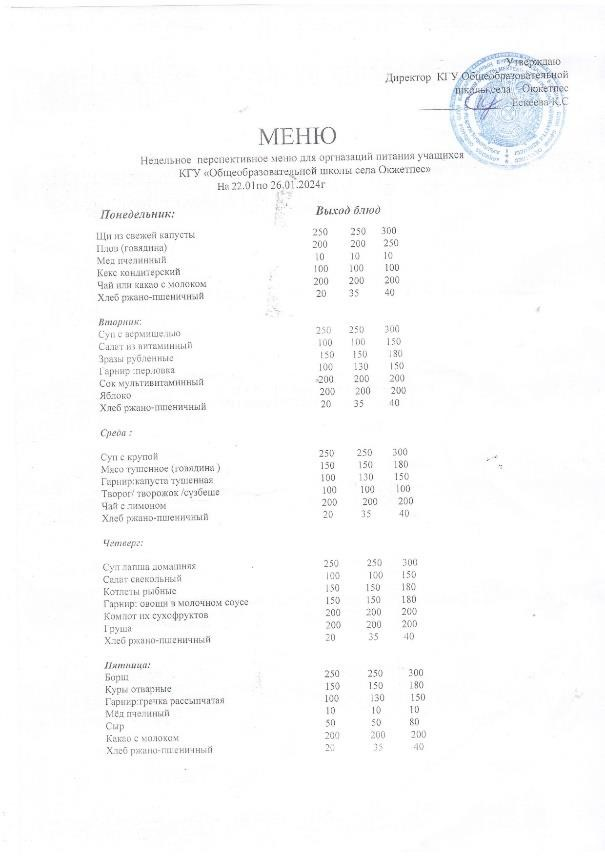 Утверждаю
Директор КГУ Общеобразовательной
школы села Окжетпес
Ескеева К.С
МЕНЮ
Недельное перспективное меню для оргназаций питания учащихся
КГУ «Общеобразовательной школы села Окжетпес»
На 22.01по 26.01.2024г
Понедельник: Выход блюд
Щи из свежей капусты 250 250 300
Плов (говядина) 200 200 250
Мед пчелинный 10 10 10
Кекс кондитерский 100 100 100
Чай или какао с молоком 200 200 200
Хлеб ржано-пшеничный 20 35 40
Вторник:
Суп с вермишелью 250 250 300
Салат из витаминный 100 100 150
Зразы рубленные 150 150 180
Гарнир :перловка 100 130 150
Сок мультивитаминный 200 200 200
Яблоко 200 200 200
Хлеб ржано-пшеничный 20 35 40
Среда :
Суп с крупой 250 250 300
Мясо тушенное (говядина ) 150 150 180
Гарнир:капуста тушенная 100 130 150
Творог/ творожок /сузбеше 100 100 100
Чай с лимоном 200 200 200
Хлеб ржано-пшеничный 20 35 40
Четверг:
Суп лапша домашняя 250 250 300
Салат свекольный 100 100 150
Котлеты рыбные 150 150 180
Гарнир: овощи в молочном соусе 150 150 180
Компот их сухофруктов 200 200 200
Груша 200 200 200
Хлеб ржано-пшеничный 20 35 40
Пятница:
Борщ 250 250 300
Куры отварные 150 150 180
Гарнир:гречка рассыпчатая 100 130 150
Мёд пчелиный 10 10 10
Сыр 50 50 80
Какао с молоком 200 200 200
Хлеб ржано-пшеничный 20 35 40